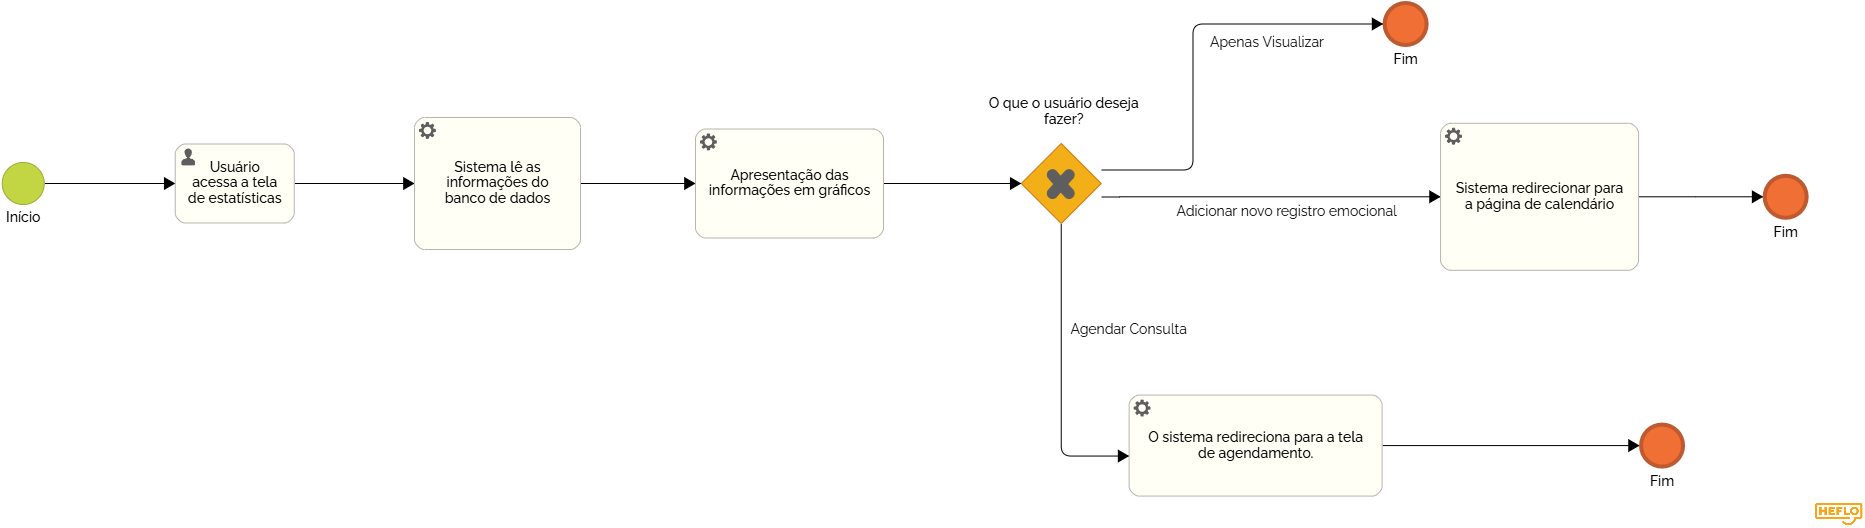 Início
Usuário
acessa a tela
de estatísticas
Sistema lê as
informações do
banco de dados
Apresentação das
informações em gráficos
O que o usuário deseja
fazer?
Apenas Visualizar
Fim
Adicionar novo registro emocional
Sistema redirecionar para
a página de calendário
Fim
Agendar Consulta
O sistema redireciona para a tela
de agendamento.
Fim
HEFLO